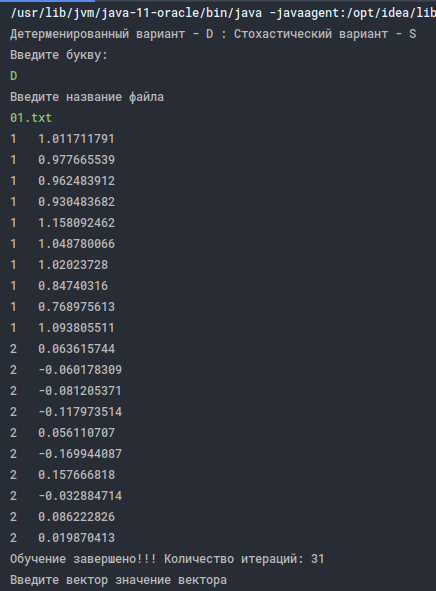 /usr/lib/jvm/java-11-oracle/bin/java -javaagent:/opt/idea/lib
Детерменированный вариант - D : Стохастический вариант - S
Введите букву:
D
Введите название файла
01.txt
1 1.011711791
1 0.977665539
1 0.962483912
1 0.930483682
1 1.158092462
1 1.048780066
1 1.02023728
1 0.84740316
1 0.768975613
1 1.093805511
2 0.063615744
2 -0.060178309
2 -0.081205371
2 -0.117973514
2 0.056110707
2 -0.169944087
2 0.157666818
2 -0.032884714
2 0.086222826
2 0.019870413
Обучение завершено!!! Количество итераций: 31
Введите вектор значение вектора